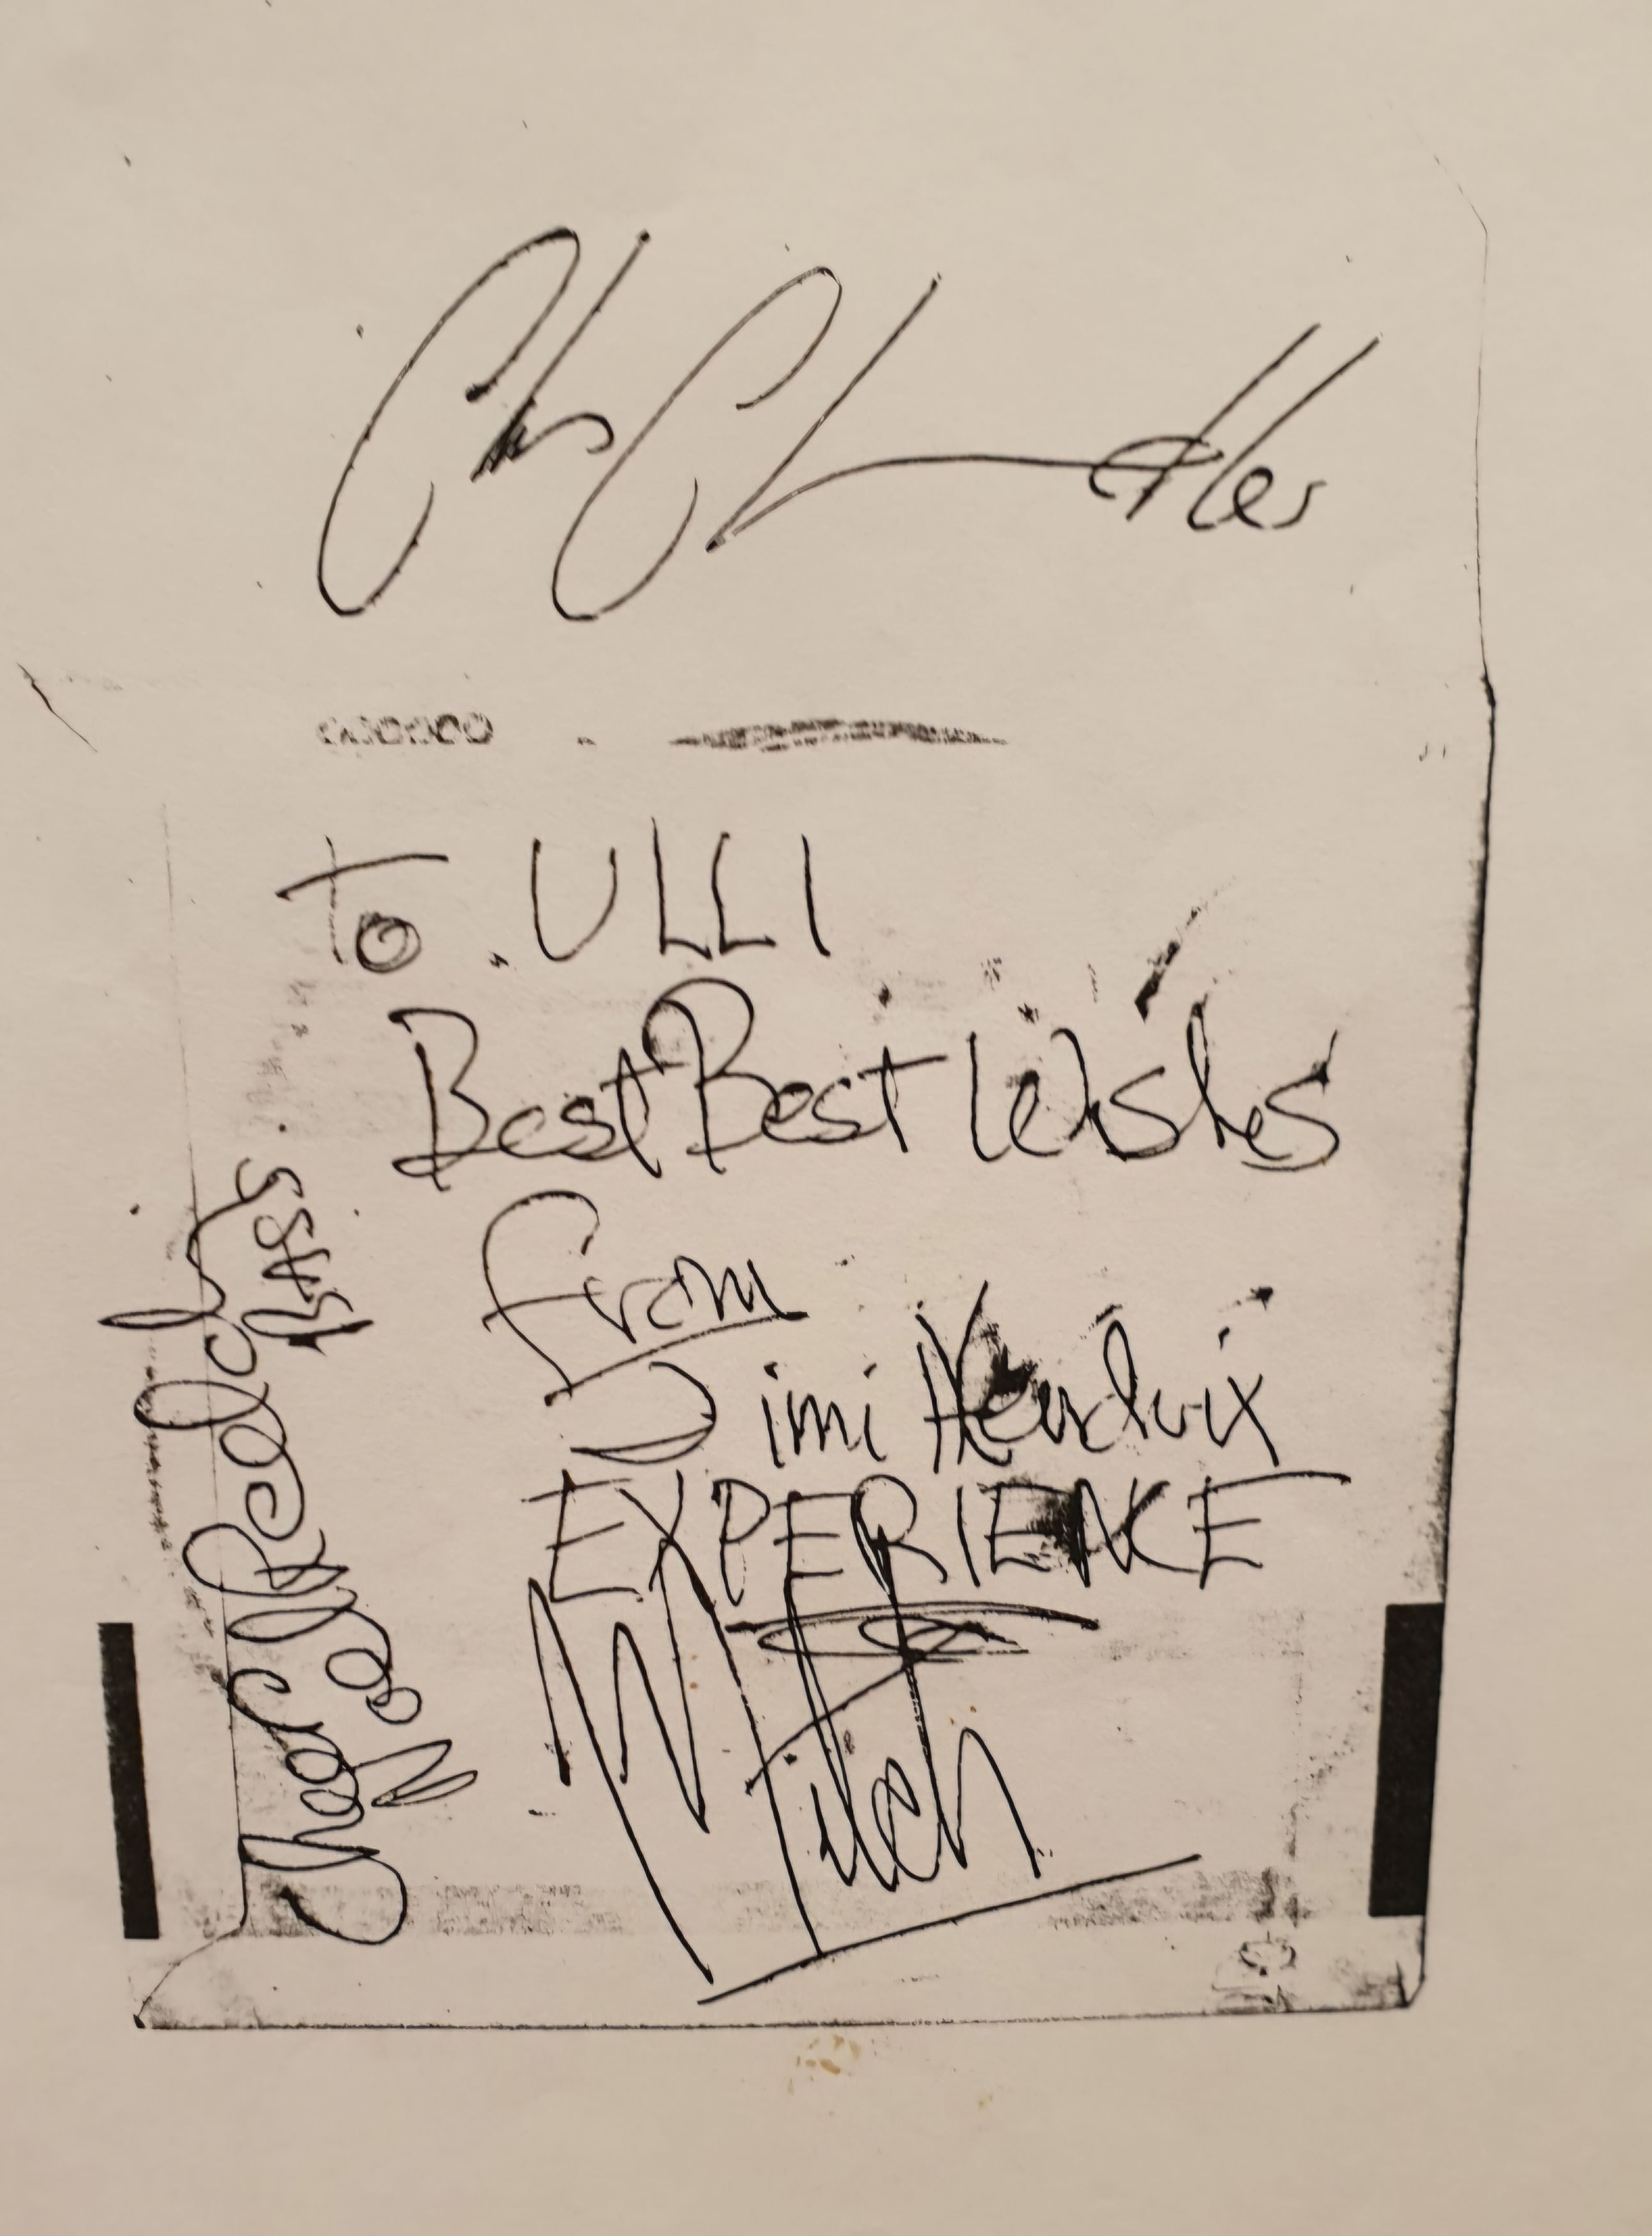 Chas Chandler
To ULLI
Best Best Wishes
from
Jimi Hendrix
EXPERIENCE
Mitch
Noel Redding
BASS